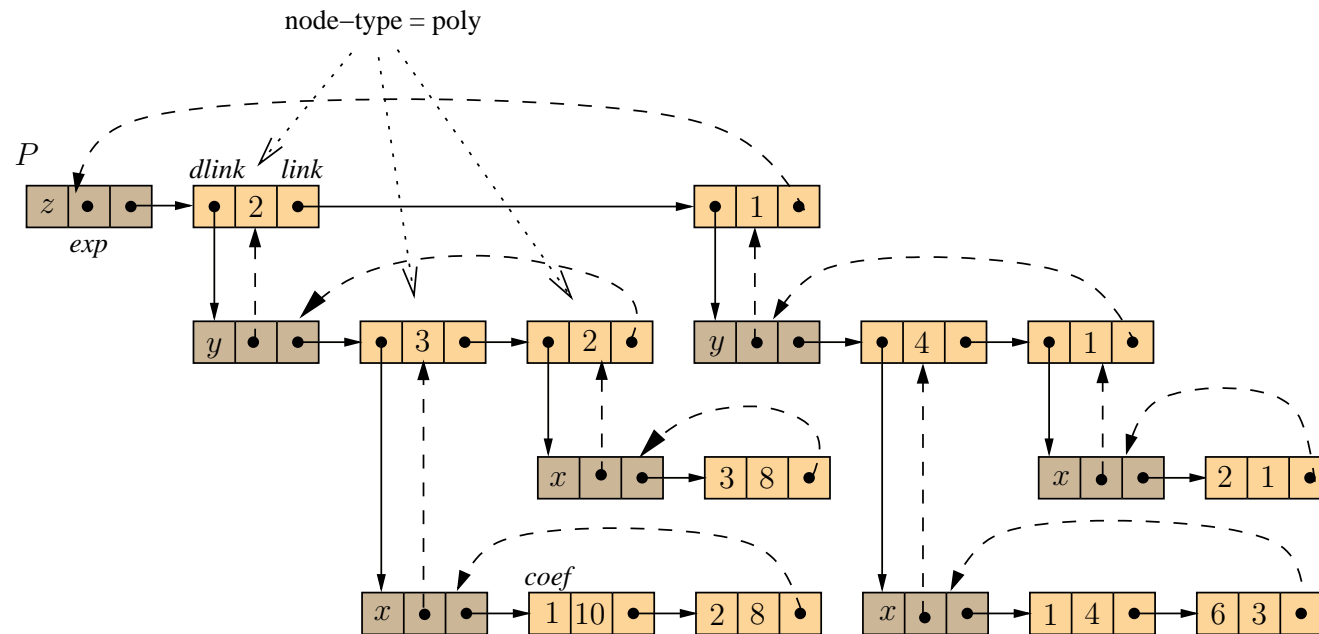 node−type = poly
P
dlink link
z 2 1
exp
y 3 2 y 4 1
x 3 8 x 2 1
coef
x 1 10 2 8 x 1 4 6 3